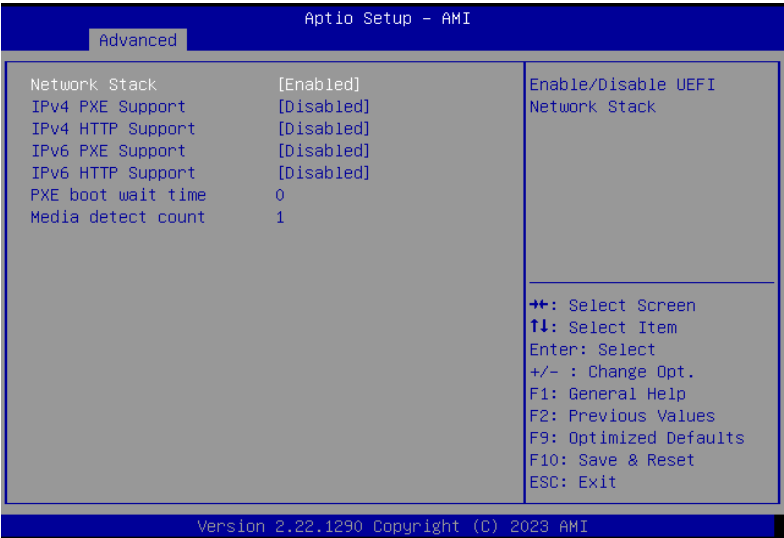 Aptio Setup - AMI
Advanced
Network Stack [Enabled]
IPv4 PXE Support [Disabled]
IPv4 HTTP Support [Disabled]
IPv6 PXE Support [Disabled]
IPv6 HTTP Support [Disabled]
PXE boot wait time 0
Media detect count 1
Enable/Disable UEFI
Network Stack
→←: Select Screen
↑↓: Select Item
Enter: Select
+/- : Change Opt.
F1: General Help
F2: Previous Values
F9: Optimized Defaults
F10: Save & Reset
ESC: Exit
Version 2.22.1290 Copyright (C) 2023 AMI